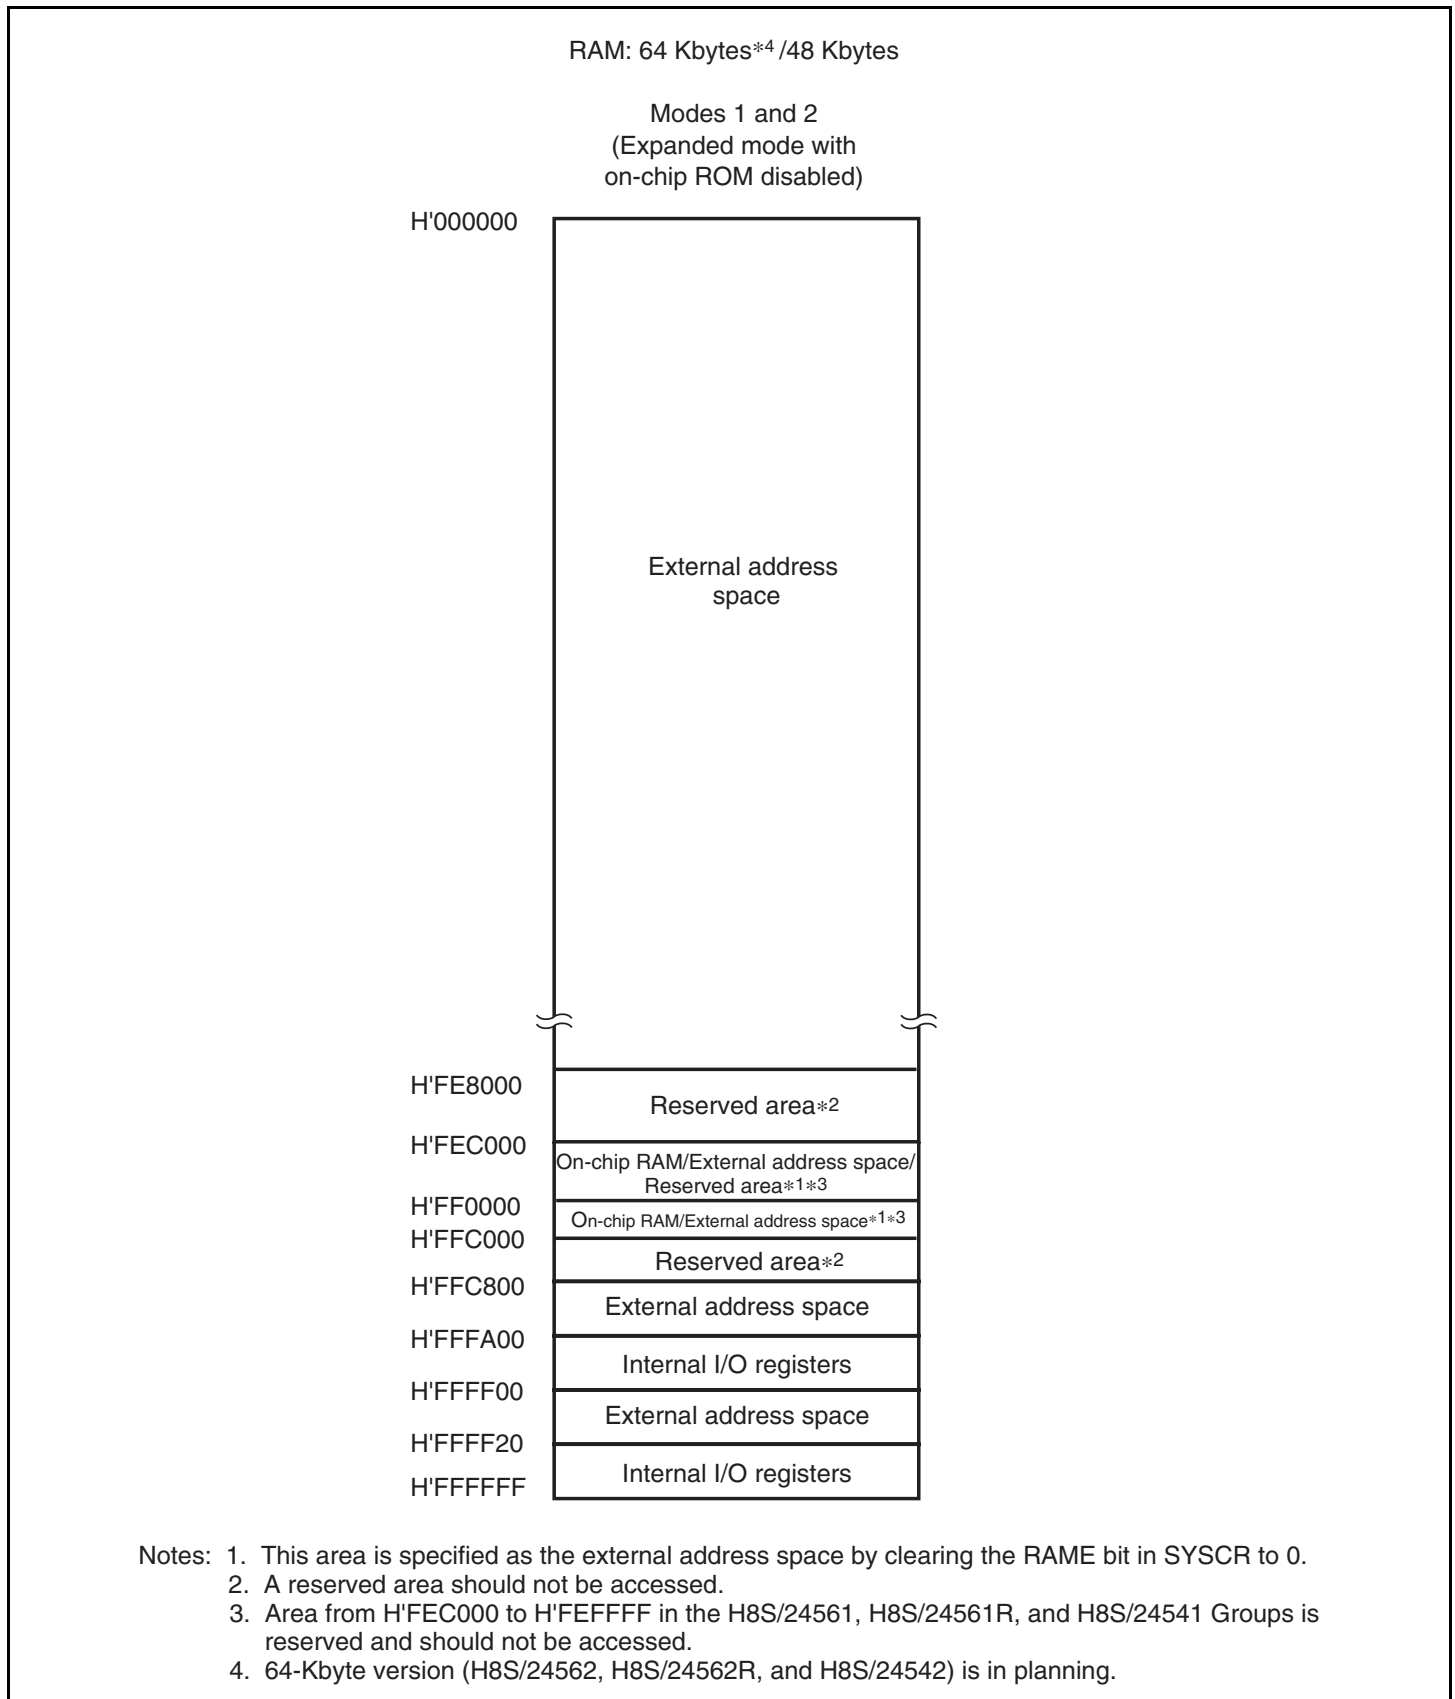 RAM: 64 Kbytes*4 /48 Kbytes
Modes 1 and 2
(Expanded mode with
on-chip ROM disabled)
H'000000
External address
space
H'FE8000
Reserved area*2
H'FEC000
On-chip RAM/External address space/
Reserved area*1*3
H'FF0000
On-chip RAM/External address space*1*3
H'FFC000
Reserved area*2
H'FFC800
External address space
H'FFFA00
Internal I/O registers
H'FFFF00
External address space
H'FFFF20
Internal I/O registers
H'FFFFFF
Notes: 1. This area is specified as the external address space by clearing the RAME bit in SYSCR to 0.
2. A reserved area should not be accessed.
3. Area from H'FEC000 to H'FEFFFF in the H8S/24561, H8S/24561R, and H8S/24541 Groups is
reserved and should not be accessed.
4. 64-Kbyte version (H8S/24562, H8S/24562R, and H8S/24542) is in planning.